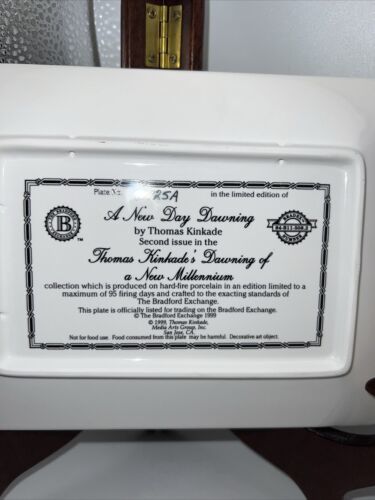 Plate No. 25A in the limited edition of
A New Day Dawning
by Thomas Kinkade
Second issue in the
Thomas Kinkade's Dawning of
a New Millennium
collection which is produced on hard-fire porcelain in an edition limited to a
maximum of 95 firing days and crafted to the exacting standards of
The Bradford Exchange.
This plate is officially listed for trading on the Bradford Exchange.
© The Bradford Exchange 1999
© 1999, Thomas Kinkade,
Media Arts Group, Inc.
San Jose, CA.
Not for food use. Food consumed from this plate may be harmful. Decorative art object.
B
TM